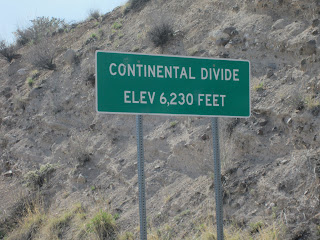 CONTINENTAL DIVIDE
ELEV 6,230 FEET